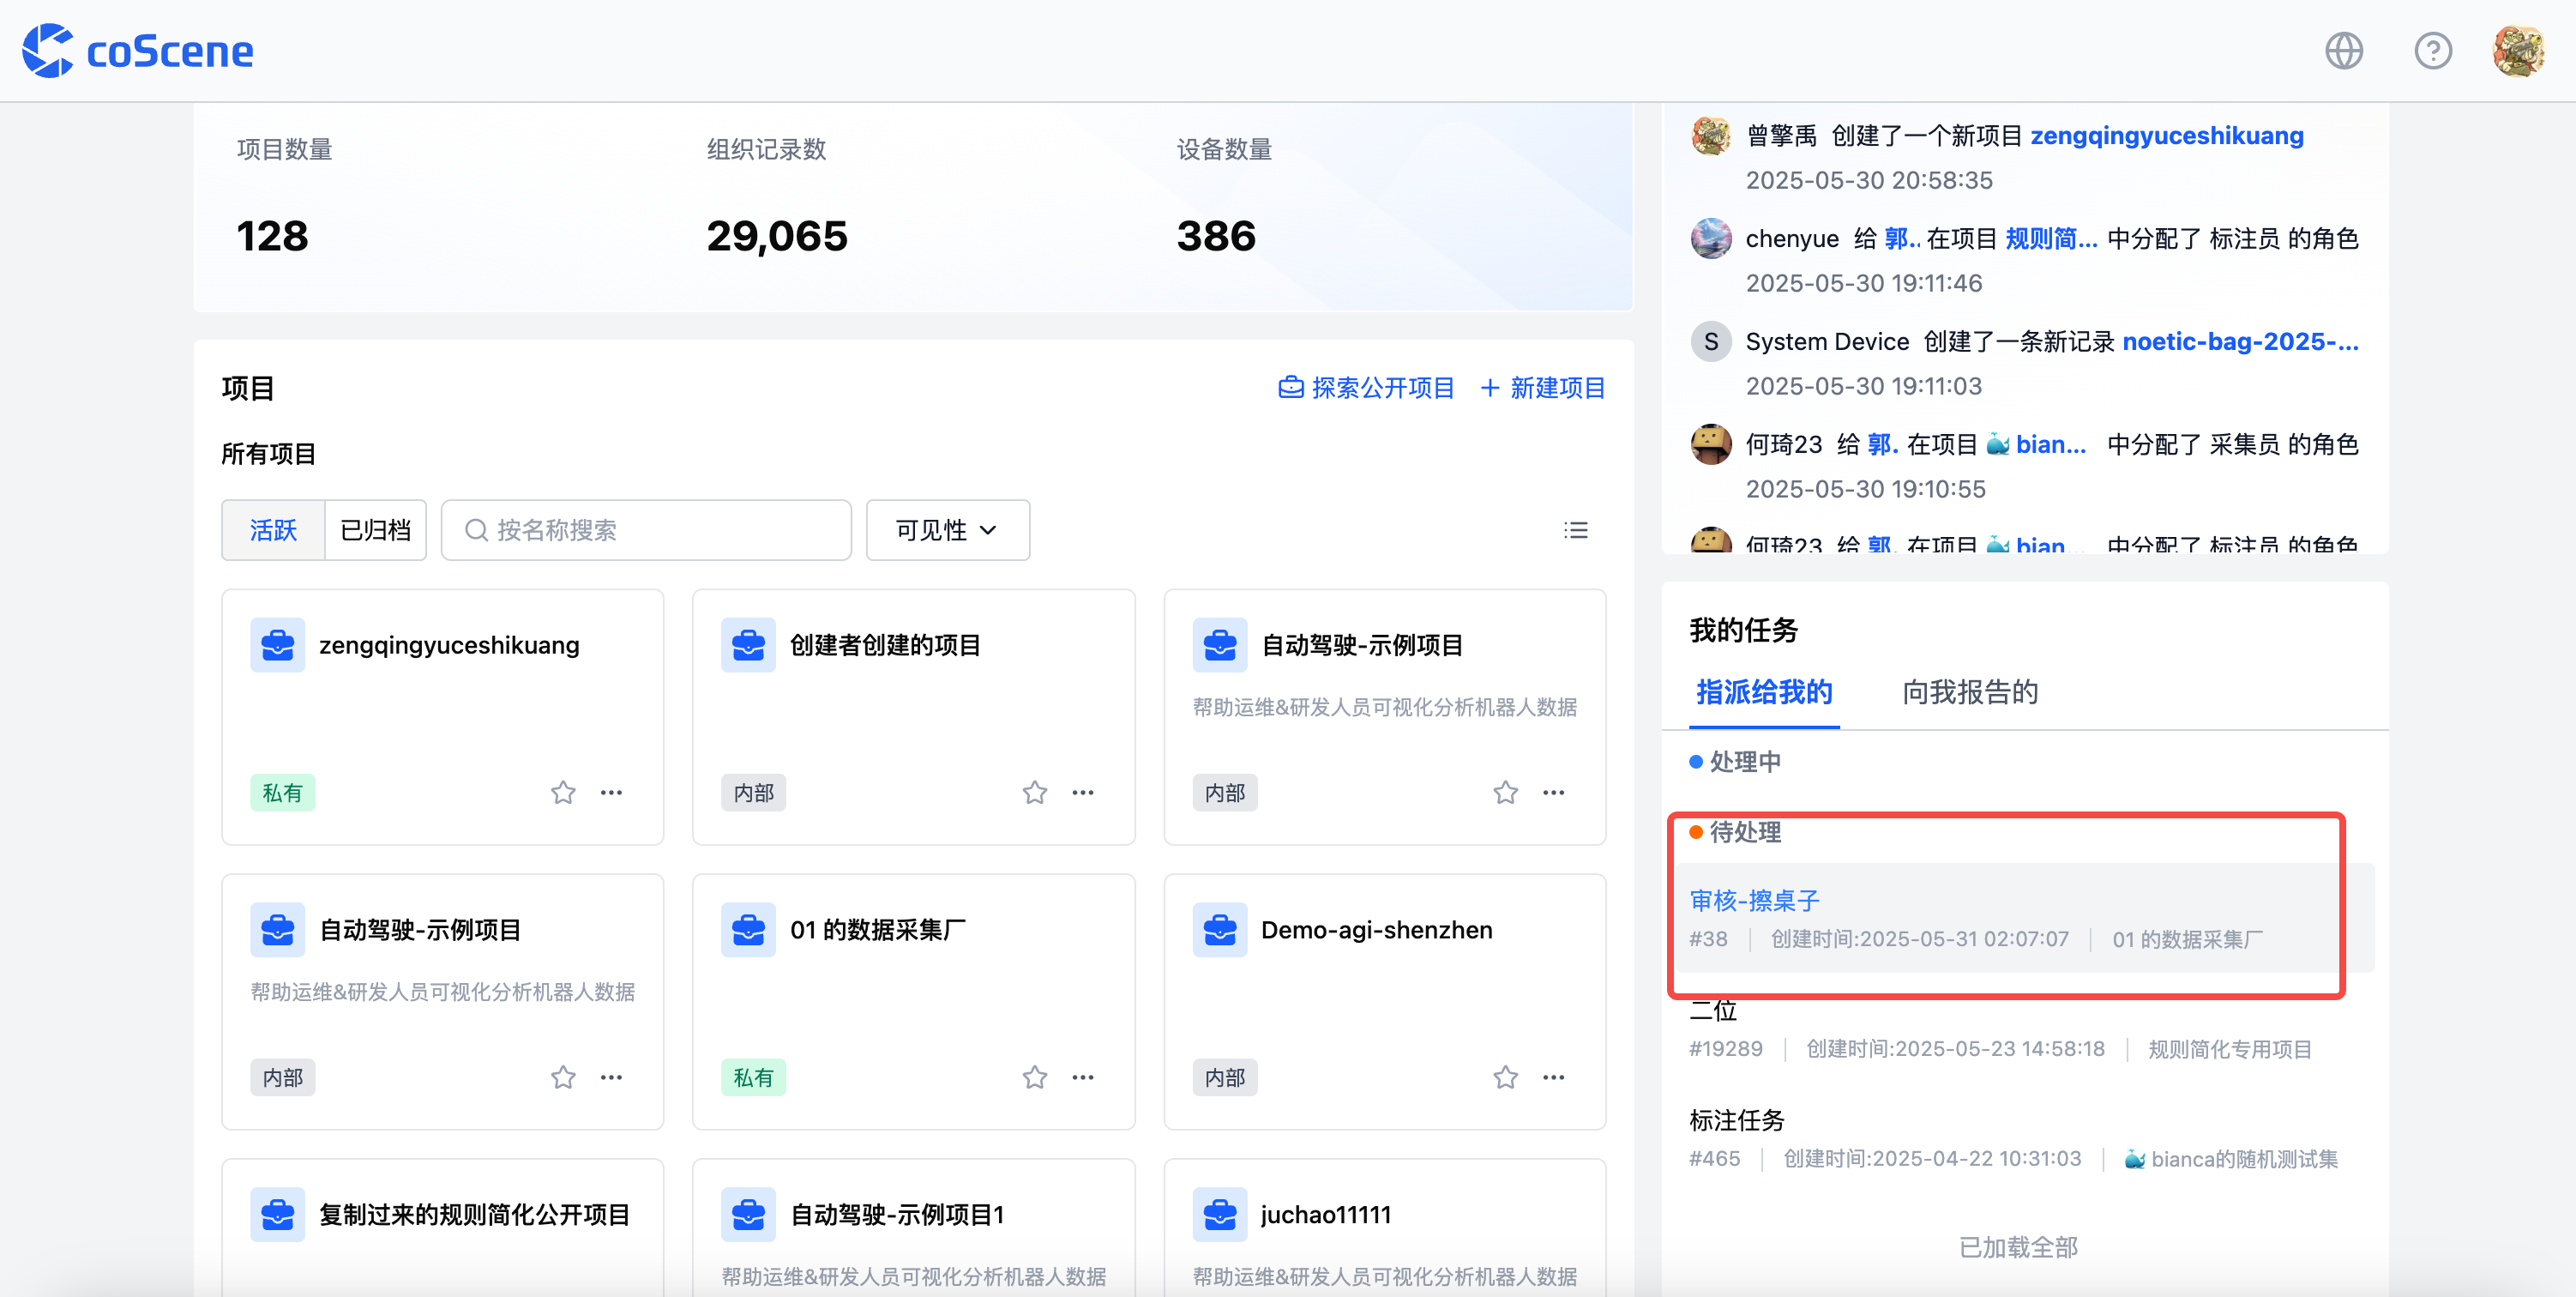 coScene
项目数量
组织记录数
设备数量
128
29,065
386
项目
探索公开项目
+ 新建项目
所有项目
活跃
已归档
按名称搜索
可见性
zengqingyuceshikuang
私有
创建者创建的项目
内部
自动驾驶-示例项目
帮助运维&研发人员可视化分析机器人数据
内部
自动驾驶-示例项目
帮助运维&研发人员可视化分析机器人数据
内部
01 的数据采集厂
私有
Demo-agi-shenzhen
内部
复制过来的规则简化公开项目
自动驾驶-示例项目1
帮助运维&研发人员可视化分析机器人数据
juchao11111
帮助运维&研发人员可视化分析机器人数据
曾擎禹 创建了一个新项目 zengqingyuceshikuang
2025-05-30 20:58:35
chenyue 给 郭.. 在项目 规则简... 中分配了 标注员 的角色
2025-05-30 19:11:46
S
System Device 创建了一条新记录 noetic-bag-2025-...
2025-05-30 19:11:03
何琦23 给 郭. 在项目 🐳 bian... 中分配了 采集员 的角色
2025-05-30 19:10:55
何琦23 给 郭. 在项目 🐳 bian... 中分配了 标注员 的角色
我的任务
指派给我的
向我报告的
处理中
待处理
审核-擦桌子
#38 | 创建时间:2025-05-31 02:07:07 | 01 的数据采集厂
二位
#19289 | 创建时间:2025-05-23 14:58:18 | 规则简化专用项目
标注任务
#465 | 创建时间:2025-04-22 10:31:03 | 🐳 bianca的随机测试集
已加载全部